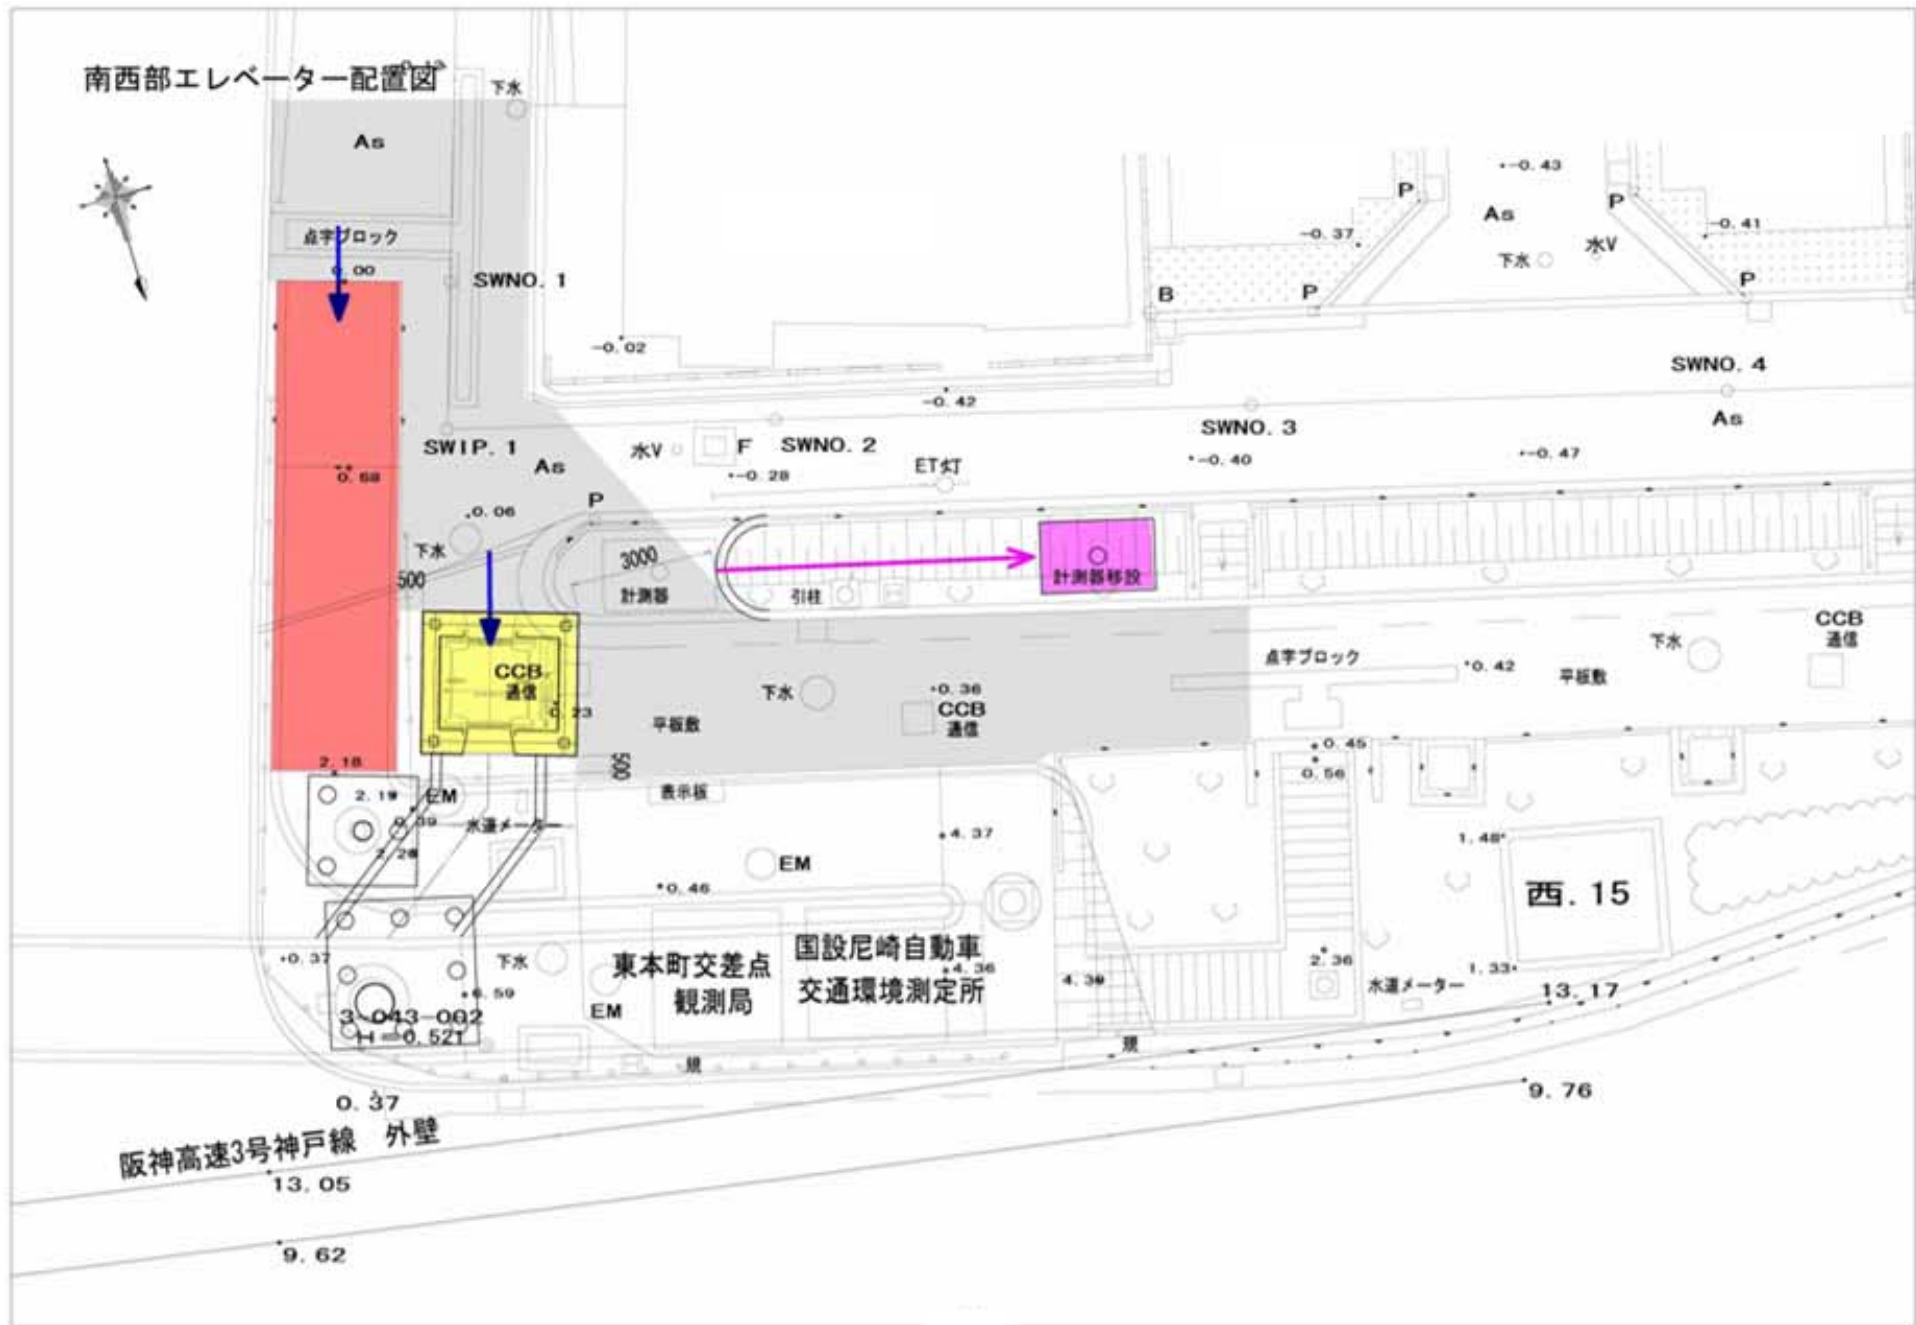 南西部エレベーター配置図
下水
As
-0.43
P
P
As
-0.41
-0.37
水V
下水
点字ブロック
0.00
SWNO. 1
B
P
P
-0.02
SWNO. 4
-0.42
As
SWNO. 3
SWIP. 1
水V
F
SWNO. 2
As
ET灯
-0.40
-0.47
0.68
-0.28
P
0.06
下水
500
3000
計測器
引柱
計測器移設
CCB
通信
下水
点字ブロック
0.42
平板敷
CCB
通信
0.23
下水
0.36
CCB
通信
平板敷
500
0.45
0.56
2.18
2.19
EM
0.39
水道メーター
2.20
表示板
4.37
1.48
EM
0.46
西. 15
国設尼崎自動車
交通環境測定所
東本町交差点
観測局
0.37
下水
4.36
2.36
1.33
水道メーター
13.17
6.59
EM
3-043-002
H=0.521
規
規
0.37
9.76
阪神高速3号神戸線 外壁
13.05
9.62